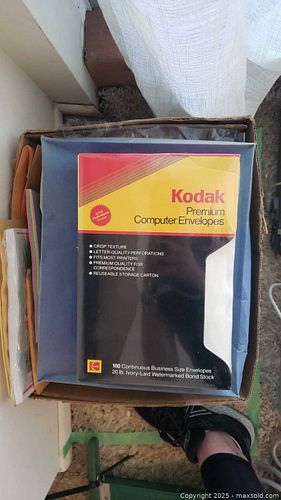 Kodak
Premium
Computer Envelopes
CRISP TEXTURE
LETTER-QUALITY PERFORATIONS
FITS MOST PRINTERS
PREMIUM QUALITY FOR
CORRESPONDENCE
REUSEABLE STORAGE CARTON
100 Continuous Business Size Envelopes
20 lb. Ivory-Laid Watermarked Bond Stock
Copyright 2025 - maxsold.com